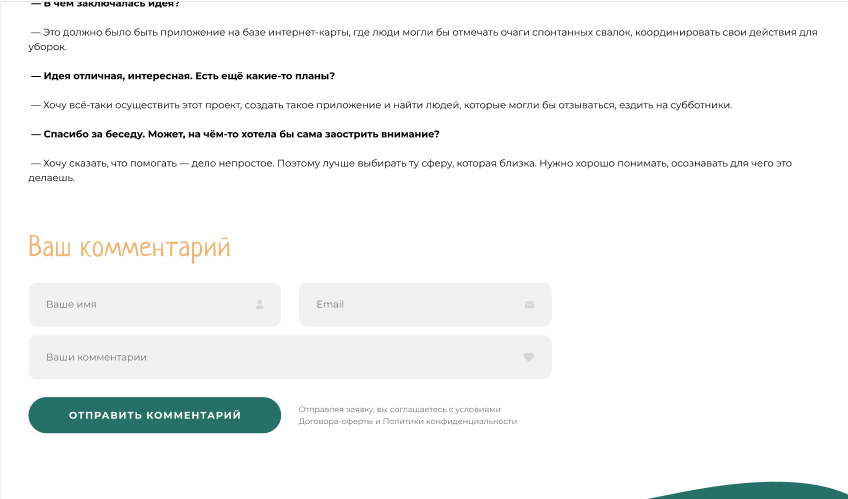 — В чем заключалась идея?
— Это должно было быть приложение на базе интернет-карты, где люди могли бы отмечать очаги спонтанных свалок, координировать свои действия для
уборок.
— Идея отличная, интересная. Есть ещё какие-то планы?
— Хочу всё-таки осуществить этот проект, создать такое приложение и найти людей, которые могли бы отзываться, ездить на субботники.
— Спасибо за беседу. Может, на чём-то хотела бы сама заострить внимание?
— Хочу сказать, что помогать — дело непростое. Поэтому лучше выбирать ту сферу, которая близка. Нужно хорошо понимать, осознавать для чего это
делаешь.
Ваш комментарий
Ваше имя
Email
Ваши комментарии
ОТПРАВИТЬ КОММЕНТАРИЙ
Отправляя заявку, вы соглашаетесь с условиями
Договора-оферты и Политики конфиденциальности